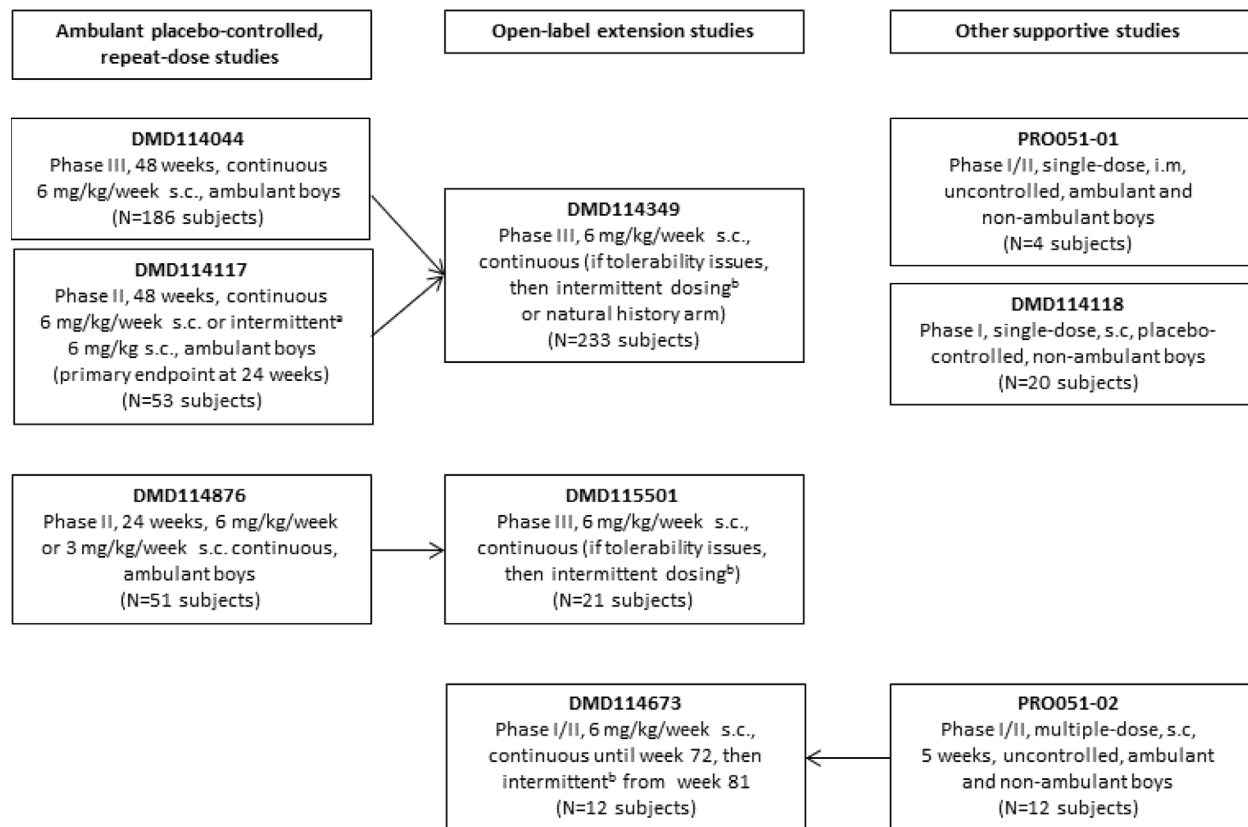 Ambulant placebo-controlled,
repeat-dose studies
Open-label extension studies
Other supportive studies
DMD114044
Phase III, 48 weeks, continuous
6 mg/kg/week s.c., ambulant boys
(N=186 subjects)
DMD114117
Phase II, 48 weeks, continuous
6 mg/kg/week s.c. or intermittentᵃ
6 mg/kg s.c., ambulant boys
(primary endpoint at 24 weeks)
(N=53 subjects)
DMD114349
Phase III, 6 mg/kg/week s.c.,
continuous (if tolerability issues,
then intermittent dosingᵇ
or natural history arm)
(N=233 subjects)
PRO051-01
Phase I/II, single-dose, i.m,
uncontrolled, ambulant and
non-ambulant boys
(N=4 subjects)
DMD114118
Phase I, single-dose, s.c, placebo-
controlled, non-ambulant boys
(N=20 subjects)
DMD114876
Phase II, 24 weeks, 6 mg/kg/week
or 3 mg/kg/week s.c. continuous,
ambulant boys
(N=51 subjects)
DMD115501
Phase III, 6 mg/kg/week s.c.,
continuous (if tolerability issues,
then intermittent dosingᵇ)
(N=21 subjects)
DMD114673
Phase I/II, 6 mg/kg/week s.c.,
continuous until week 72, then
intermittentᵇ from week 81
(N=12 subjects)
PRO051-02
Phase I/II, multiple-dose, s.c,
5 weeks, uncontrolled, ambulant
and non-ambulant boys
(N=12 subjects)